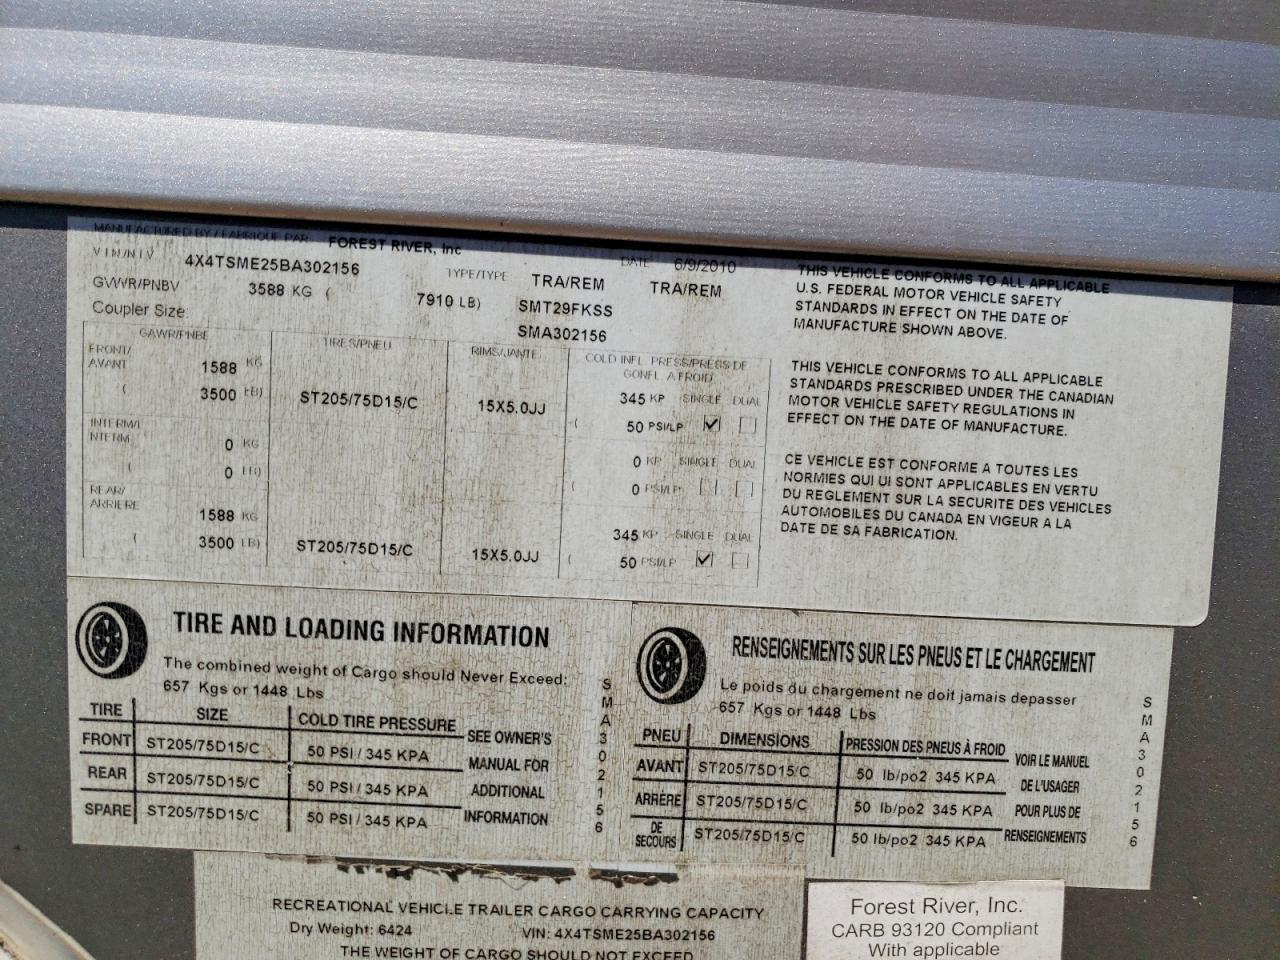 MANUFACTURED BY / FABRIQUE PAR: FOREST RIVER, Inc
DATE 6/9/2010
VIN/NIV 4X4TSME25BA302156
TYPE/TYPE TRA/REM TRA/REM
GVWR/PNBV 3588 KG ( 7910 LB) SMT29FKSS
Coupler Size:
SMA302156
GAWR/PNBE TIRES/PNEU RIMS/JANTE COLD INFL. PRESS/PRESS DE
GONFL. A FROID
FRONT/
AVANT 1588 KG
( 3500 LB) ST205/75D15/C 15X5.0JJ
345 KP SINGLE DUAL
( 50 PSI/LP
INTERM/I
NTERM 0 KG
( 0 LB)
0 KP SINGLE DUAL
( 0 PSI/LP
REAR/
ARRIERE 1588 KG
( 3500 LB) ST205/75D15/C 15X5.0JJ
345 KP SINGLE DUAL
( 50 PSI/LP
THIS VEHICLE CONFORMS TO ALL APPLICABLE
U.S. FEDERAL MOTOR VEHICLE SAFETY
STANDARDS IN EFFECT ON THE DATE OF
MANUFACTURE SHOWN ABOVE.
THIS VEHICLE CONFORMS TO ALL APPLICABLE
STANDARDS PRESCRIBED UNDER THE CANADIAN
MOTOR VEHICLE SAFETY REGULATIONS IN
EFFECT ON THE DATE OF MANUFACTURE.
CE VEHICLE EST CONFORME A TOUTES LES
NORMIES QUI UI SONT APPLICABLES EN VERTU
DU REGLEMENT SUR LA SECURITE DES VEHICLES
AUTOMOBILES DU CANADA EN VIGEUR A LA
DATE DE SA FABRICATION.
TIRE AND LOADING INFORMATION
The combined weight of Cargo should Never Exceed:
657 Kgs or 1448 Lbs
TIRE SIZE COLD TIRE PRESSURE
FRONT ST205/75D15/C 50 PSI / 345 KPA
REAR ST205/75D15/C 50 PSI / 345 KPA
SPARE ST205/75D15/C 50 PSI / 345 KPA
SEE OWNER'S
MANUAL FOR
ADDITIONAL
INFORMATION
SMA302156
RENSEIGNEMENTS SUR LES PNEUS ET LE CHARGEMENT
Le poids du chargement ne doit jamais depasser
657 Kgs or 1448 Lbs
PNEU DIMENSIONS PRESSION DES PNEUS À FROID
AVANT ST205/75D15/C 50 lb/po2 345 KPA
ARRÈRE ST205/75D15/C 50 lb/po2 345 KPA
DE
SECOURS ST205/75D15/C 50 lb/po2 345 KPA
VOIR LE MANUEL
DE L'USAGER
POUR PLUS DE
RENSEIGNEMENTS
SMA302156
RECREATIONAL VEHICLE TRAILER CARGO CARRYING CAPACITY
Dry Weight: 6424 VIN: 4X4TSME25BA302156
THE WEIGHT OF CARGO SHOULD NOT EXCEED
Forest River, Inc.
CARB 93120 Compliant
With applicable